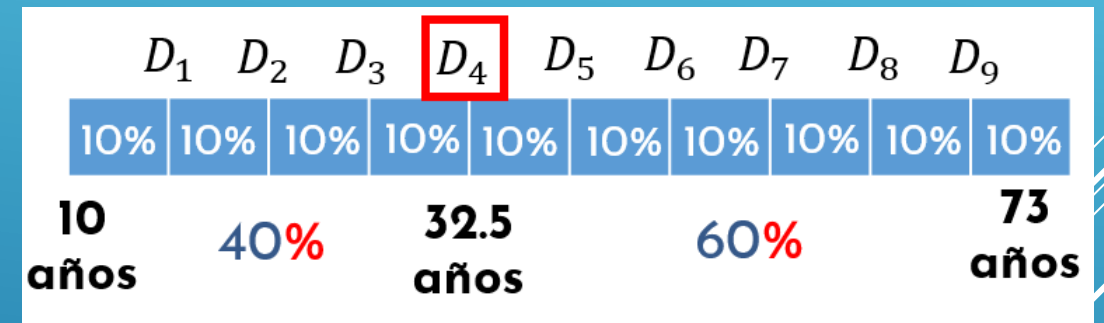 D₁ D₂ D₃ D₄ D₅ D₆ D₇ D₈ D₉
10% 10% 10% 10% 10% 10% 10% 10% 10% 10%
10 años 40% 32.5 años 60% 73 años